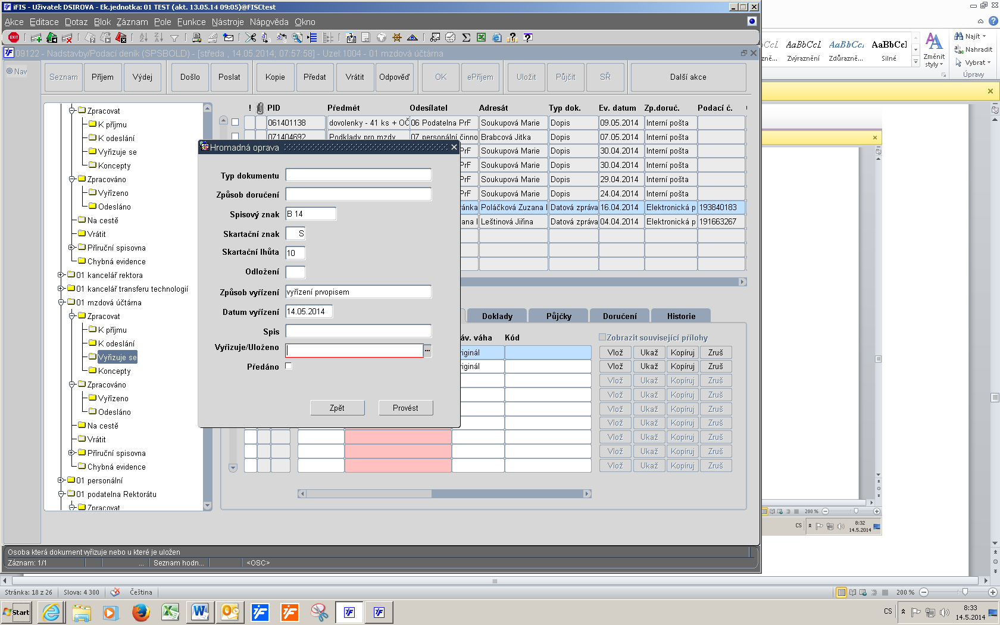 iFIS - Uživatel: DSIROVA - Ek.jednotka: 01 TEST (akt. 13.05.14 09:05)@FISCtest
Akce Editace Dotaz Blok Záznam Pole Funkce Nástroje Nápověda Okno
EXIT
09122 - Nadstavby/Podací deník (SPSBOLD) - [středa , 14.05.2014; 07:57:58] - Uzel:1004 - 01 mzdová účtárna
Nav
Seznam Příjem Výdej Došlo Poslat Kopie Předat Vrátit Odpověď OK ePříjem Uložit Půjčit SŘ Další akce
Zpracovat
K příjmu
K odeslání
Vyřizuje se
Koncepty
Zpracováno
Vyřízeno
Odesláno
Na cestě
Vrátit
Příruční spisovna
Chybná evidence
01 kancelář rektora
01 kancelář transferu technologií
01 mzdová účtárna
Zpracovat
K příjmu
K odeslání
Vyřizuje se
Koncepty
Zpracováno
Vyřízeno
Odesláno
Na cestě
Vrátit
Příruční spisovna
Chybná evidence
01 personální
01 podatelna Rektorátu
Zpracovat
! PID Předmět Odesílatel Adresát Typ dok. Ev. datum Zp.doruč. Podací č.
061401138 dovolenky - 41 ks + OČ 06 Podatelna PrF Soukupová Marie Dopis 09.05.2014 Interní pošta
071404692 Podklady pro mzdy 07 personální činno Brabcová Jitka Dopis 07.05.2014 Interní pošta
PrF Soukupová Marie Dopis 30.04.2014 Interní pošta
PrF Soukupová Marie Dopis 30.04.2014 Interní pošta
PrF Soukupová Marie Dopis 29.04.2014 Interní pošta
PrF Soukupová Marie Dopis 24.04.2014 Interní pošta
ránka Poláčková Zuzana Datová zpráva 16.04.2014 Elektronická p 193840183
ana Leštinová Jiřina Datová zpráva 04.04.2014 Elektronická p 191663267
Hromadná oprava
Typ dokumentu
Způsob doručení
Spisový znak B 14
Skartační znak S
Skartační lhůta 10
Odložení
Způsob vyřízení vyřízení prvopisem
Datum vyřízení 14.05.2014
Spis
Vyřizuje/Uloženo ...
Předáno
Zpět Provést
Doklady Půjčky Doručení Historie
áv. váha Kód Zobrazit související přílohy
riginál Vlož Ukaž Kopíruj Zruš
riginál Vlož Ukaž Kopíruj Zruš
Vlož Ukaž Kopíruj Zruš
Vlož Ukaž Kopíruj Zruš
Vlož Ukaž Kopíruj Zruš
Vlož Ukaž Kopíruj Zruš
Vlož Ukaž Kopíruj Zruš
Vlož Ukaž Kopíruj Zruš
Vlož Ukaž Kopíruj Zruš
Osoba která dokument vyřizuje nebo u které je uložen
Záznam: 1/1 ... Seznam hodn... <OSC>
AaBbCcDc AaBbCcDc AaBbCcDc
Zvýraznění Zdůrazně... Silné
Změnit styly
Najít
Nahradit
Vybrat
Úpravy
200 %
CS 8:32
14.5.2014
Stránka: 18 z 26 Slova: 4 300 Čeština 200 %
Start CS 8:33
14.5.2014